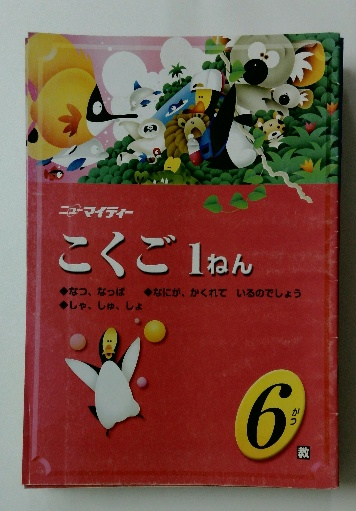 ニューマイティー
こくご 1ねん
◆なつ、なっぱ ◆なにが、かくれて いるのでしょう
◆しゃ、しゅ、しょ
6がつ
教